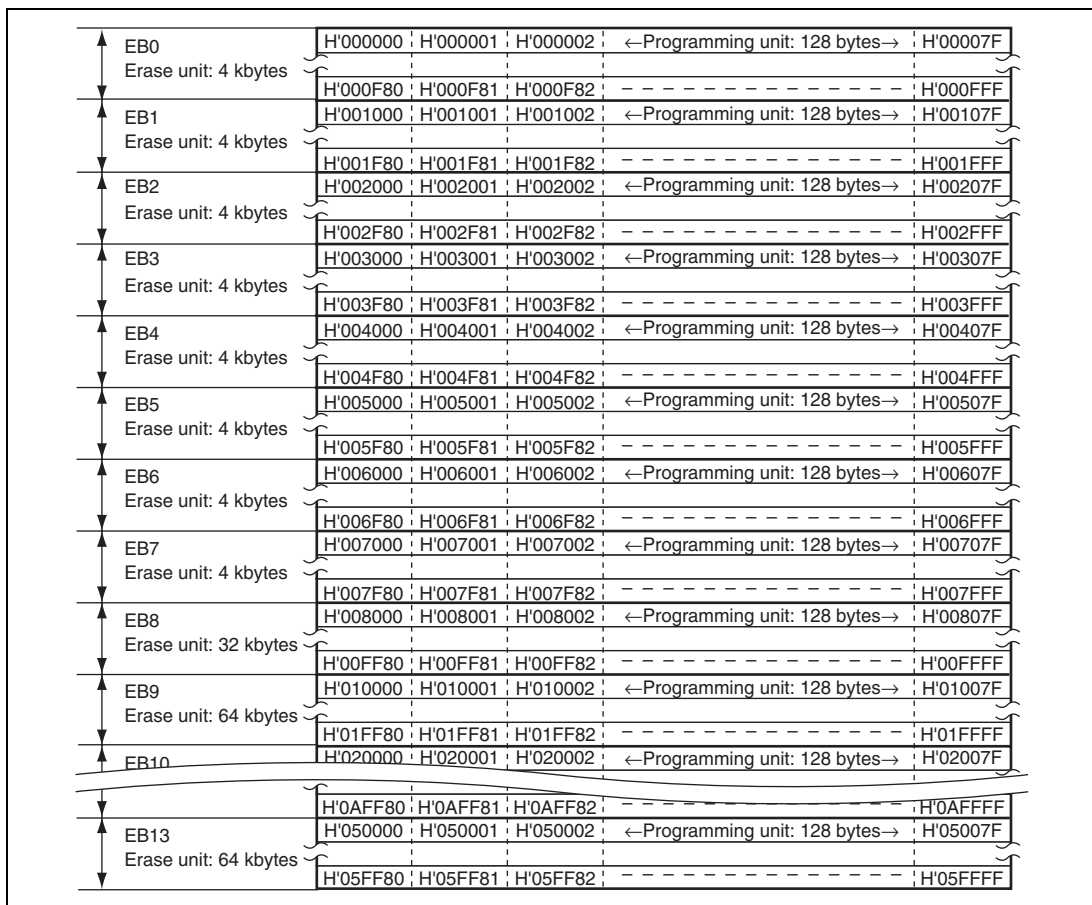 EB0 H'000000 H'000001 H'000002 ←Programming unit: 128 bytes→ H'00007F
Erase unit: 4 kbytes
H'000F80 H'000F81 H'000F82 – – – – – – – – – – – – – – H'000FFF
EB1 H'001000 H'001001 H'001002 ←Programming unit: 128 bytes→ H'00107F
Erase unit: 4 kbytes
H'001F80 H'001F81 H'001F82 – – – – – – – – – – – – – – H'001FFF
EB2 H'002000 H'002001 H'002002 ←Programming unit: 128 bytes→ H'00207F
Erase unit: 4 kbytes
H'002F80 H'002F81 H'002F82 – – – – – – – – – – – – – – H'002FFF
EB3 H'003000 H'003001 H'003002 ←Programming unit: 128 bytes→ H'00307F
Erase unit: 4 kbytes
H'003F80 H'003F81 H'003F82 – – – – – – – – – – – – – – H'003FFF
EB4 H'004000 H'004001 H'004002 ←Programming unit: 128 bytes→ H'00407F
Erase unit: 4 kbytes
H'004F80 H'004F81 H'004F82 – – – – – – – – – – – – – – H'004FFF
EB5 H'005000 H'005001 H'005002 ←Programming unit: 128 bytes→ H'00507F
Erase unit: 4 kbytes
H'005F80 H'005F81 H'005F82 – – – – – – – – – – – – – – H'005FFF
EB6 H'006000 H'006001 H'006002 ←Programming unit: 128 bytes→ H'00607F
Erase unit: 4 kbytes
H'006F80 H'006F81 H'006F82 – – – – – – – – – – – – – – H'006FFF
EB7 H'007000 H'007001 H'007002 ←Programming unit: 128 bytes→ H'00707F
Erase unit: 4 kbytes
H'007F80 H'007F81 H'007F82 – – – – – – – – – – – – – – H'007FFF
EB8 H'008000 H'008001 H'008002 ←Programming unit: 128 bytes→ H'00807F
Erase unit: 32 kbytes
H'00FF80 H'00FF81 H'00FF82 – – – – – – – – – – – – – – H'00FFFF
EB9 H'010000 H'010001 H'010002 ←Programming unit: 128 bytes→ H'01007F
Erase unit: 64 kbytes
H'01FF80 H'01FF81 H'01FF82 – – – – – – – – – – – – – – H'01FFFF
EB10 H'020000 H'020001 H'020002 ←Programming unit: 128 bytes→ H'02007F
H'0AFF80 H'0AFF81 H'0AFF82 – – – – – – – – – – – – – – H'0AFFFF
EB13 H'050000 H'050001 H'050002 ←Programming unit: 128 bytes→ H'05007F
Erase unit: 64 kbytes
H'05FF80 H'05FF81 H'05FF82 – – – – – – – – – – – – – – H'05FFFF